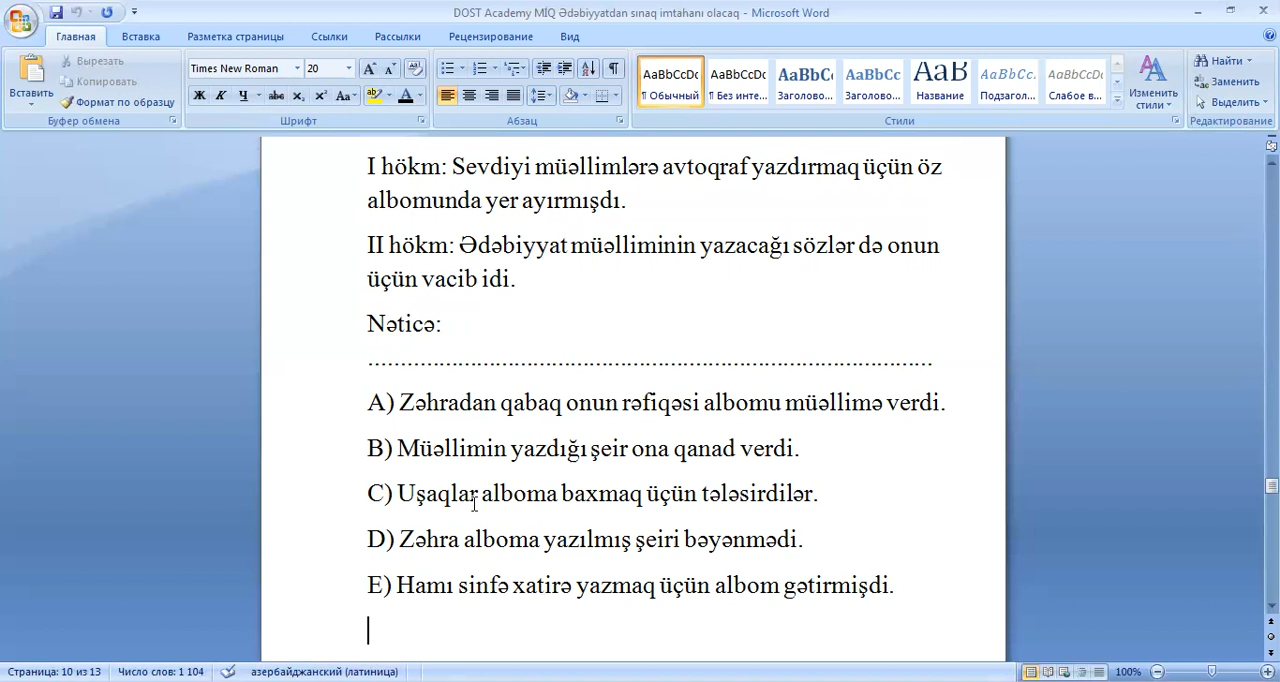 DOST Academy MİQ Ədəbiyyatdan sınaq imtahanı olacaq - Microsoft Word
Главная Вставка Разметка страницы Ссылки Рассылки Рецензирование Вид
Вставить
Вырезать
Копировать
Формат по образцу
Буфер обмена
Times New Roman 20
Ж К Ч abc x₂ x² Aa
Шрифт
Абзац
AaBbCcDc AaBbCcDc AaBbC AaBbCc AaB AaBbCc. AaBbCcDc
¶ Обычный ¶ Без инте... Заголово... Заголово... Название Подзагол... Слабое в...
Стили
Изменить стили
Найти
Заменить
Выделить
Редактирование
I hökm: Sevdiyi müəllimlərə avtoqraf yazdırmaq üçün öz
albomunda yer ayırmışdı.
II hökm: Ədəbiyyat müəlliminin yazacağı sözlər də onun
üçün vacib idi.
Nəticə:
.....................................................................
A) Zəhradan qabaq onun rəfiqəsi albomu müəllimə verdi.
B) Müəllimin yazdığı şeir ona qanad verdi.
C) Uşaqlar alboma baxmaq üçün tələsirdilər.
D) Zəhra alboma yazılmış şeiri bəyənmədi.
E) Hamı sinfə xatirə yazmaq üçün albom gətirmişdi.
Страница: 10 из 13 Число слов: 1 104 азербайджанский (латиница) 100%